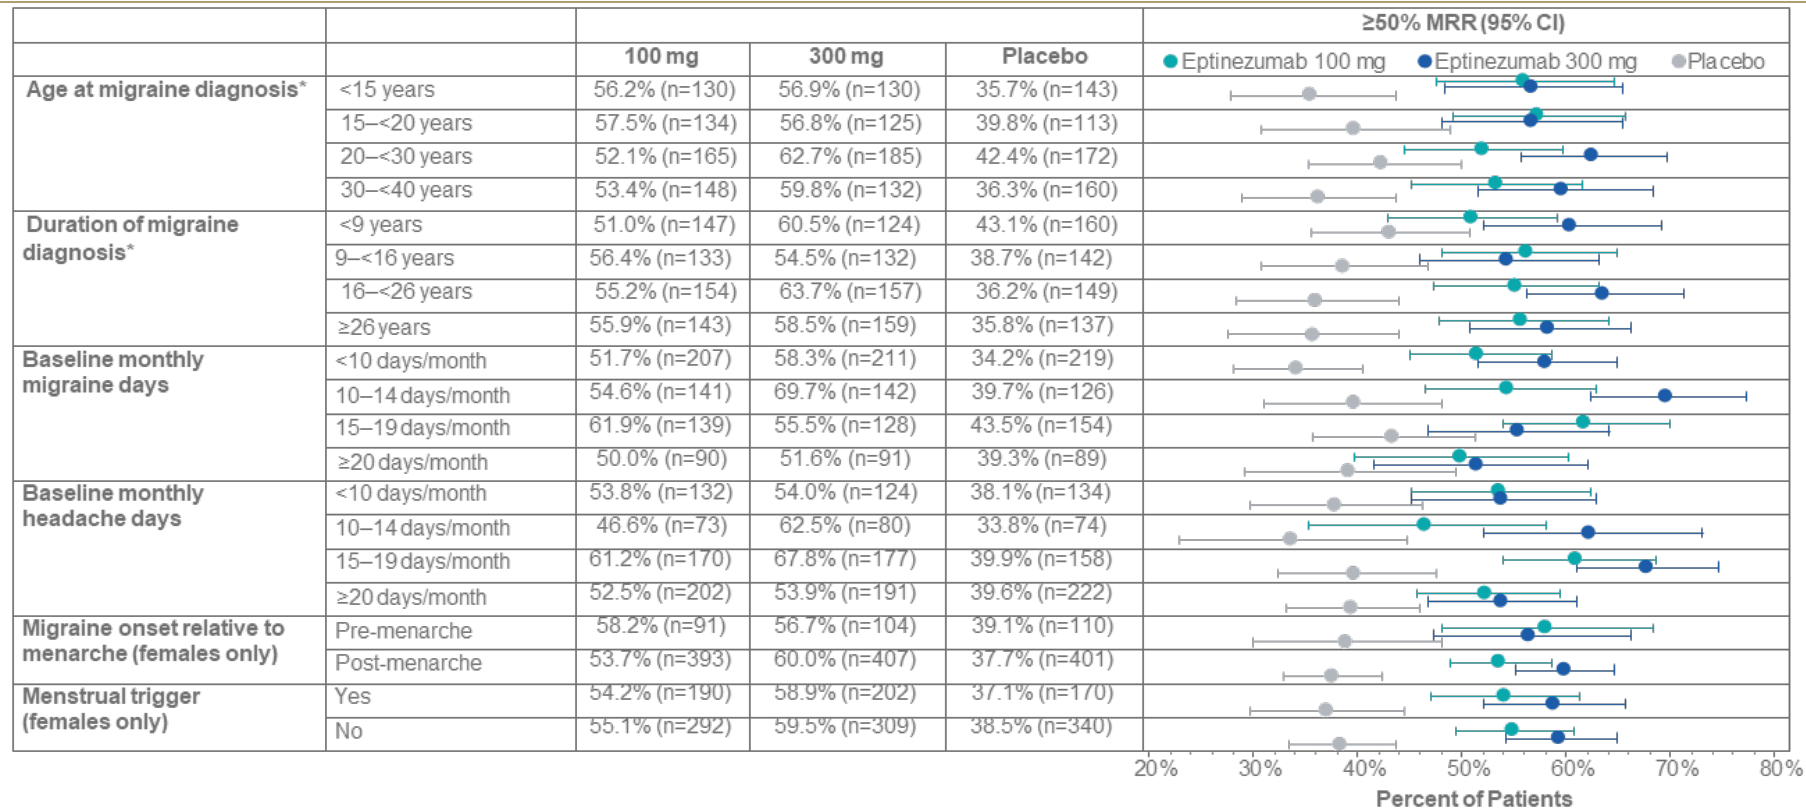 ≥50% MRR (95% CI)
100 mg 300 mg Placebo Eptinezumab 100 mg Eptinezumab 300 mg Placebo
Age at migraine diagnosis* <15 years 56.2% (n=130) 56.9% (n=130) 35.7% (n=143)
15–<20 years 57.5% (n=134) 56.8% (n=125) 39.8% (n=113)
20–<30 years 52.1% (n=165) 62.7% (n=185) 42.4% (n=172)
30–<40 years 53.4% (n=148) 59.8% (n=132) 36.3% (n=160)
Duration of migraine <9 years 51.0% (n=147) 60.5% (n=124) 43.1% (n=160)
diagnosis* 9–<16 years 56.4% (n=133) 54.5% (n=132) 38.7% (n=142)
16–<26 years 55.2% (n=154) 63.7% (n=157) 36.2% (n=149)
≥26 years 55.9% (n=143) 58.5% (n=159) 35.8% (n=137)
Baseline monthly <10 days/month 51.7% (n=207) 58.3% (n=211) 34.2% (n=219)
migraine days 10–14 days/month 54.6% (n=141) 69.7% (n=142) 39.7% (n=126)
15–19 days/month 61.9% (n=139) 55.5% (n=128) 43.5% (n=154)
≥20 days/month 50.0% (n=90) 51.6% (n=91) 39.3% (n=89)
Baseline monthly <10 days/month 53.8% (n=132) 54.0% (n=124) 38.1% (n=134)
headache days 10–14 days/month 46.6% (n=73) 62.5% (n=80) 33.8% (n=74)
15–19 days/month 61.2% (n=170) 67.8% (n=177) 39.9% (n=158)
≥20 days/month 52.5% (n=202) 53.9% (n=191) 39.6% (n=222)
Migraine onset relative to Pre-menarche 58.2% (n=91) 56.7% (n=104) 39.1% (n=110)
menarche (females only) Post-menarche 53.7% (n=393) 60.0% (n=407) 37.7% (n=401)
Menstrual trigger Yes 54.2% (n=190) 58.9% (n=202) 37.1% (n=170)
(females only) No 55.1% (n=292) 59.5% (n=309) 38.5% (n=340)
20% 30% 40% 50% 60% 70% 80%
Percent of Patients